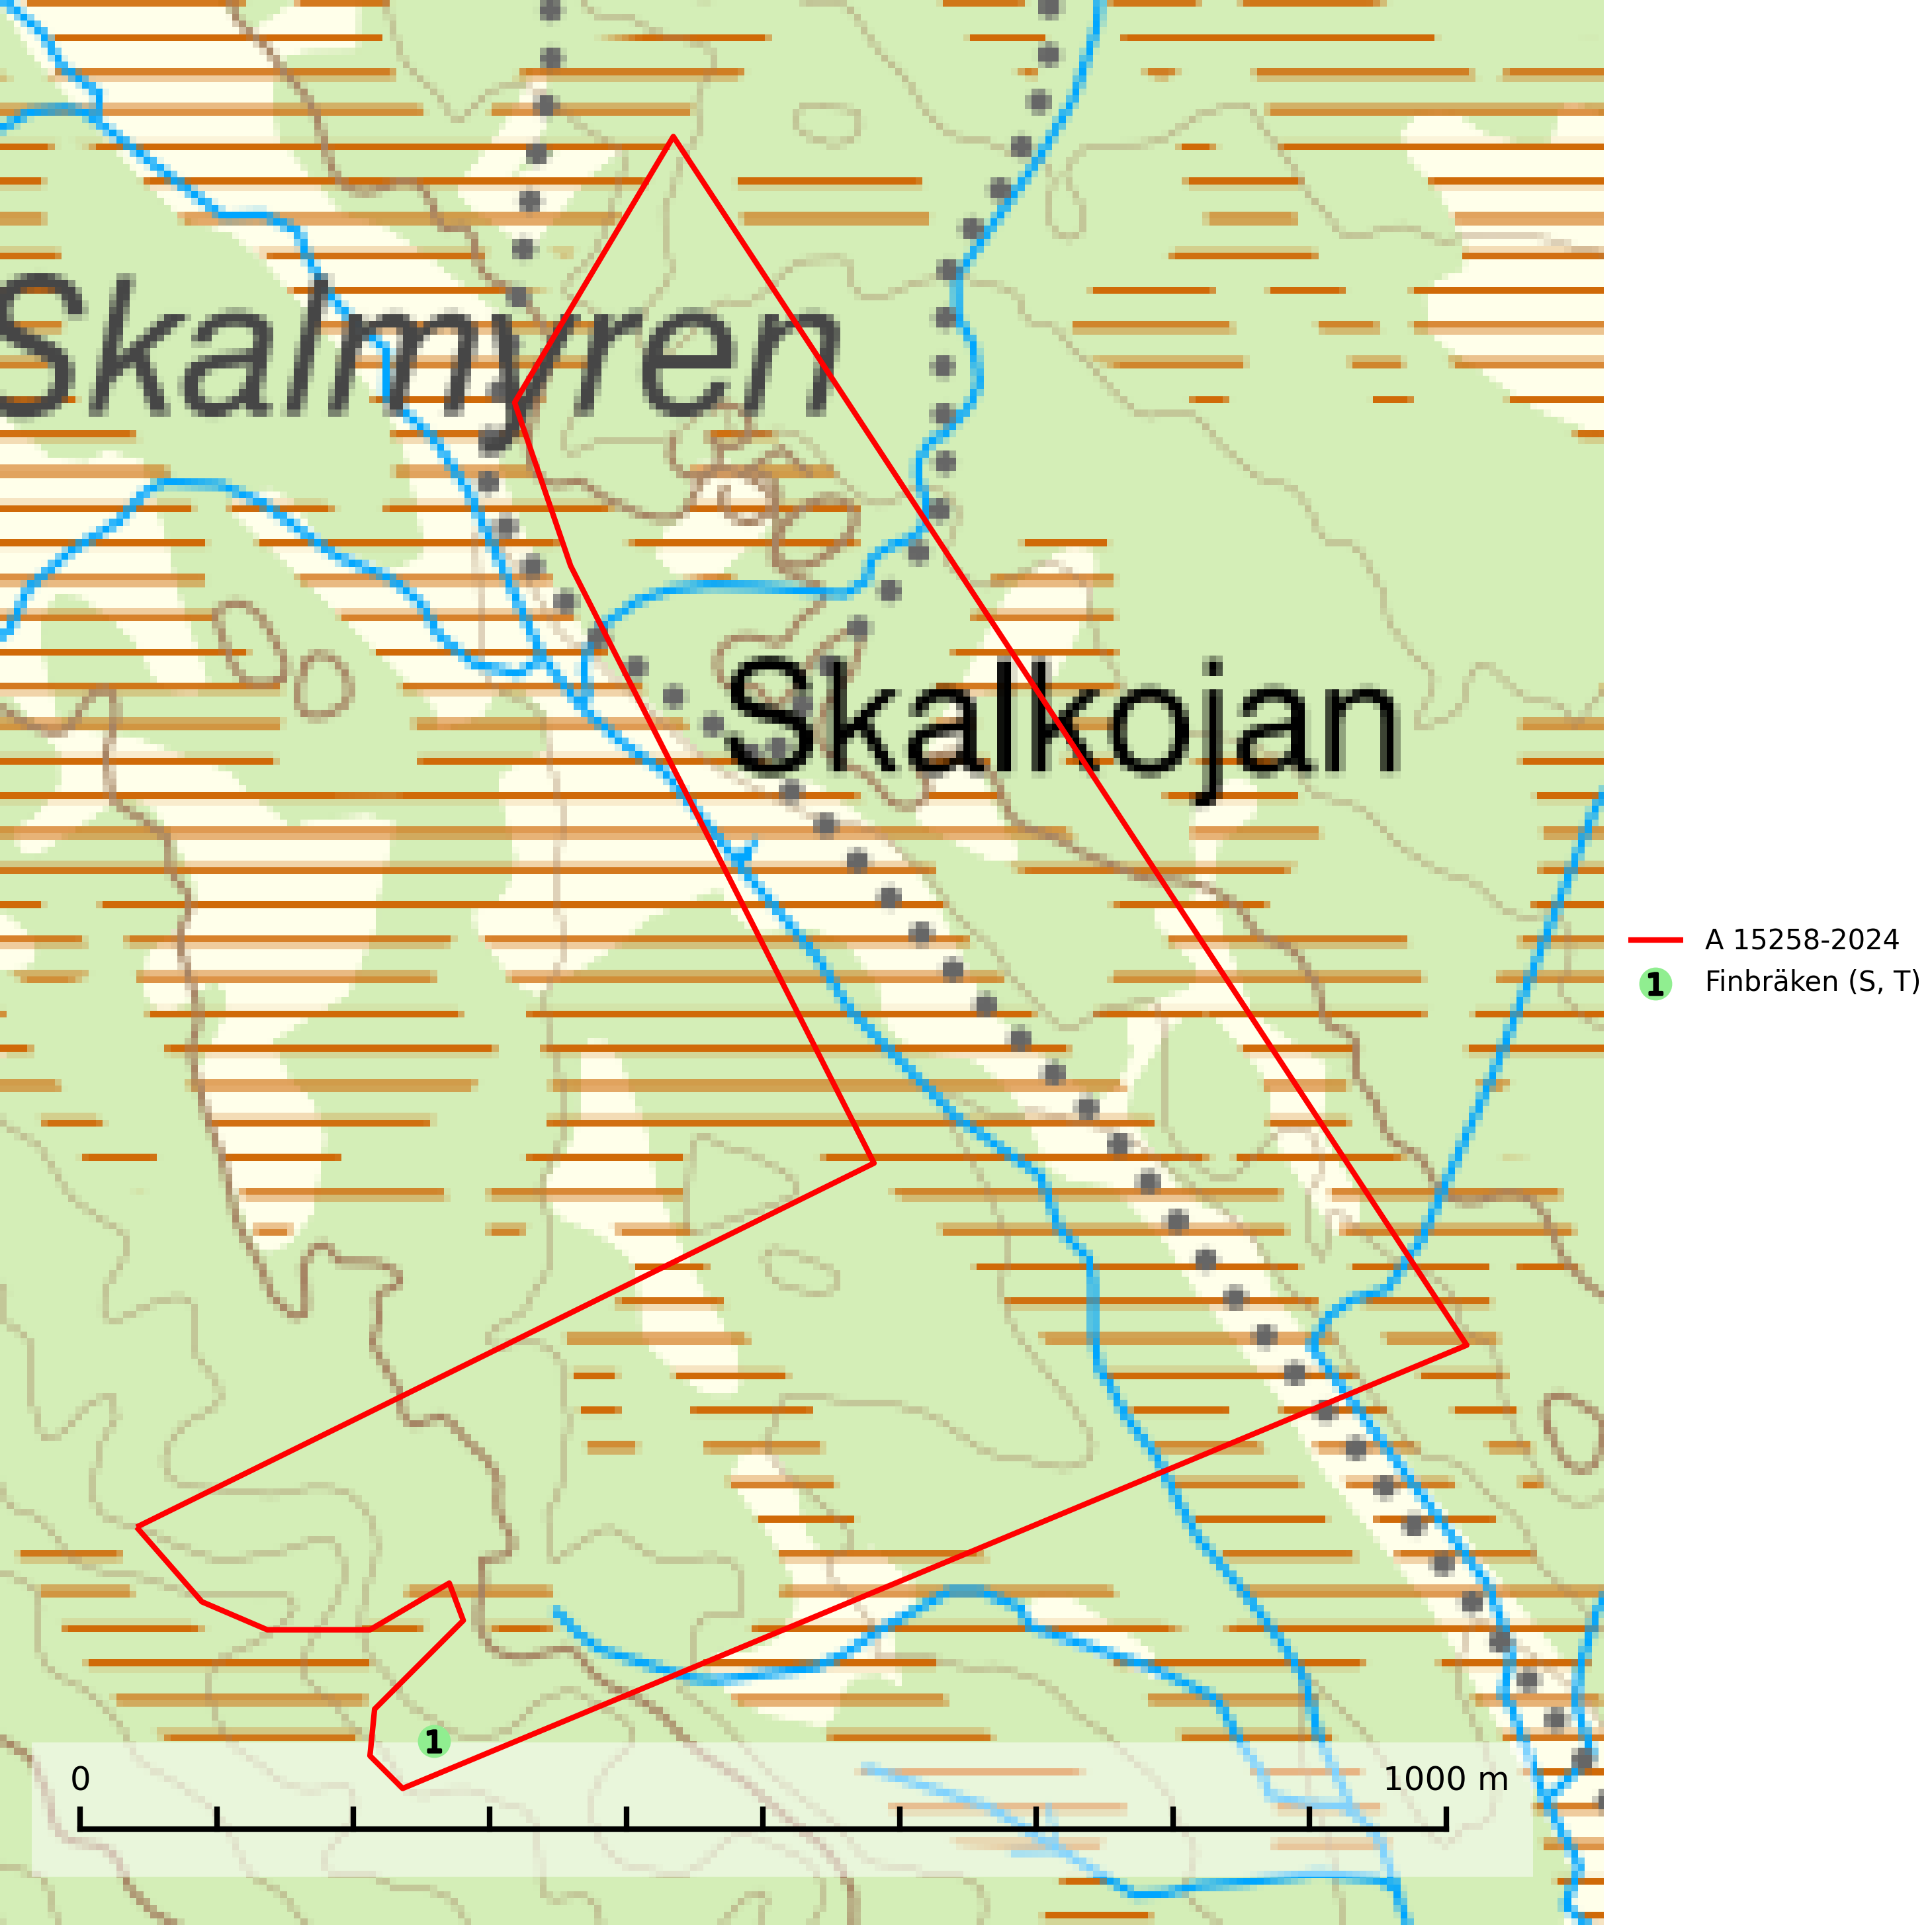 Skalmyren
Skalkojan
A 15258-2024
1 Finbräken (S, T)
1
0 1000 m